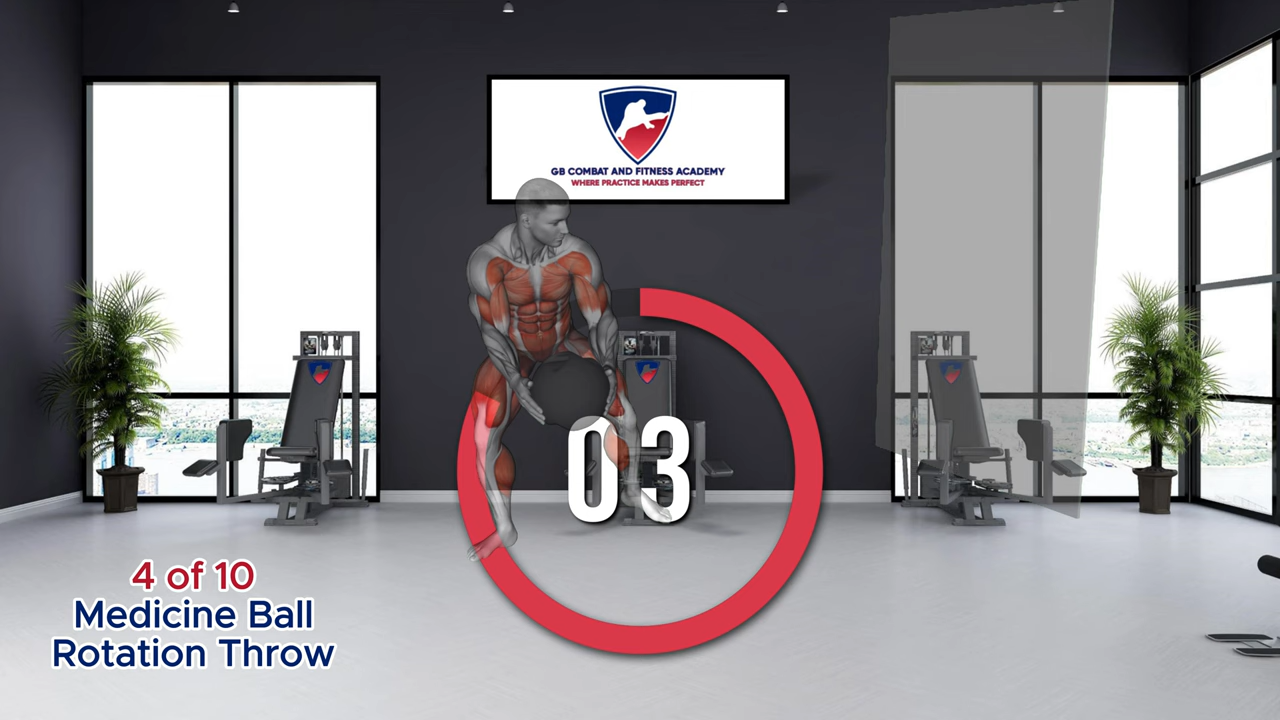 GB COMBAT AND FITNESS ACADEMY
WHERE PRACTICE MAKES PERFECT
03
4 of 10
Medicine Ball
Rotation Throw